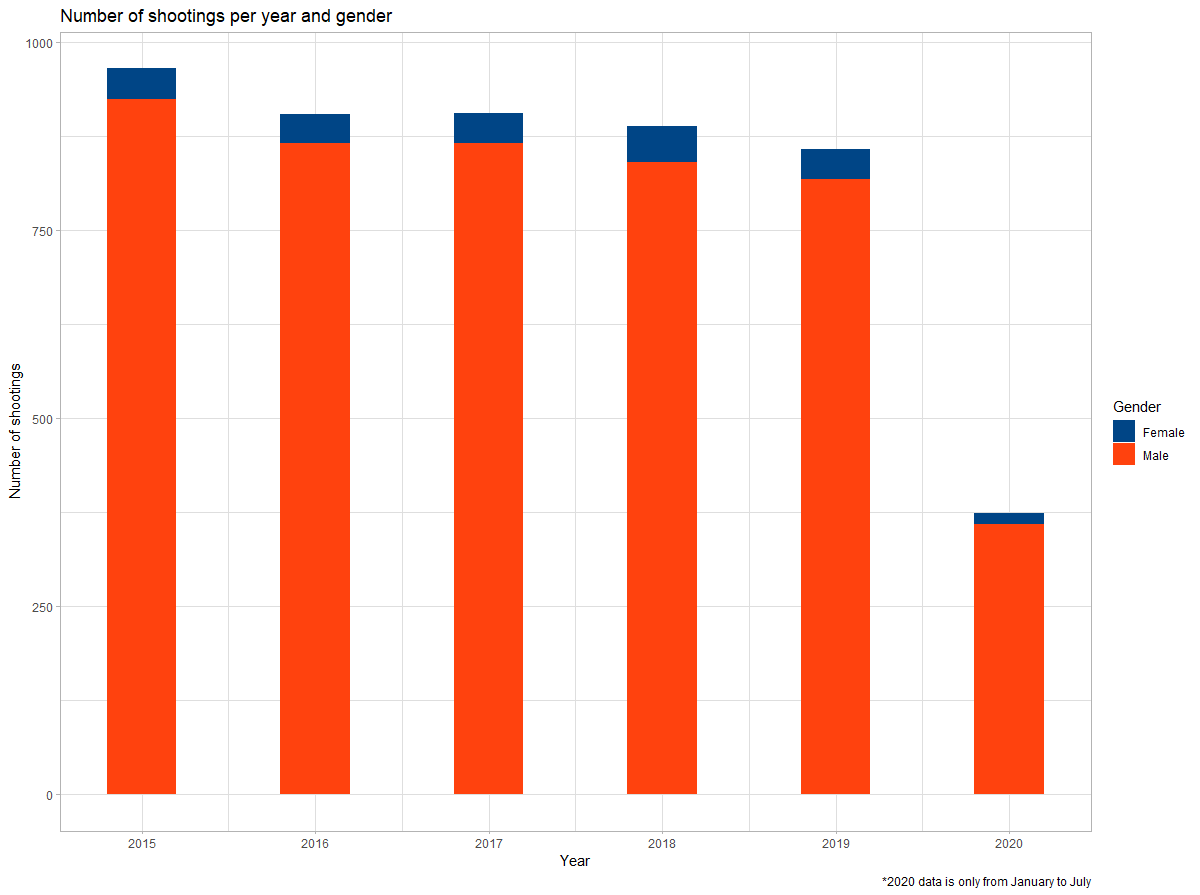 Number of shootings per year and gender
1000
750
500
250
0
Number of shootings
2015 2016 2017 2018 2019 2020
Year
Gender
Female
Male
*2020 data is only from January to July